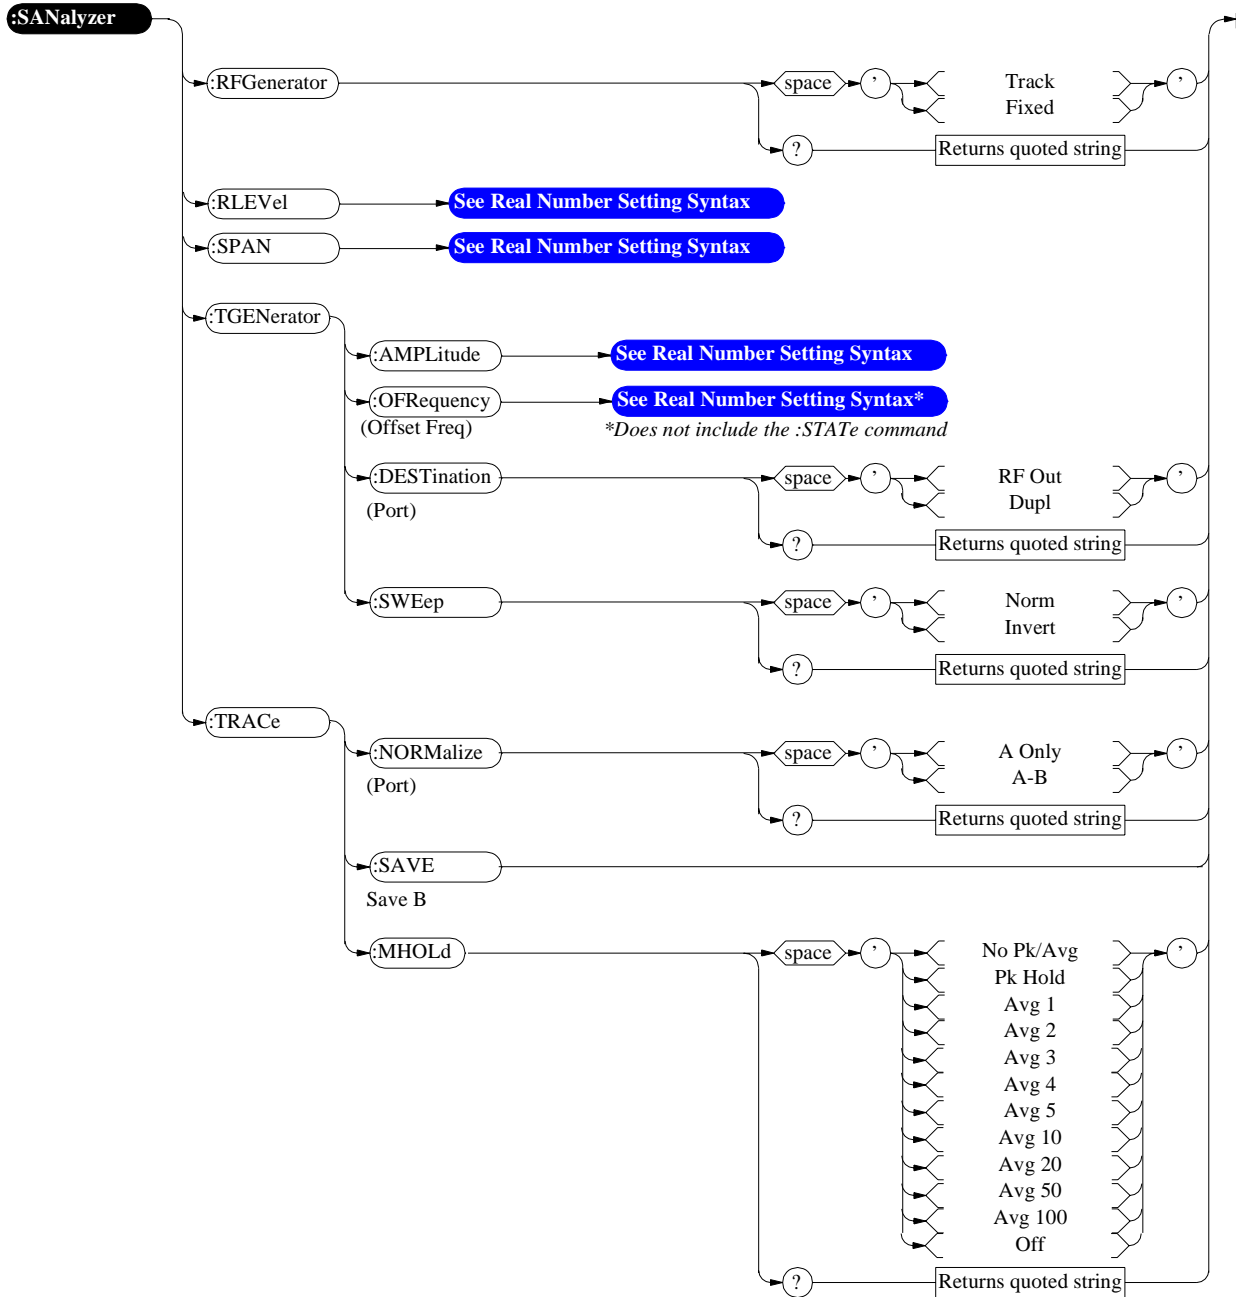 :SANalyzer
:RFGenerator space ' Track '
Fixed
? Returns quoted string
:RLEVel See Real Number Setting Syntax
:SPAN See Real Number Setting Syntax
:TGENerator
:AMPLitude See Real Number Setting Syntax
:OFRequency See Real Number Setting Syntax*
(Offset Freq) *Does not include the :STATe command
:DESTination space ' RF Out '
(Port) Dupl
? Returns quoted string
:SWEep space ' Norm '
Invert
? Returns quoted string
:TRACe
:NORMalize space ' A Only '
(Port) A-B
? Returns quoted string
:SAVE
Save B
:MHOLd space ' No Pk/Avg '
Pk Hold
Avg 1
Avg 2
Avg 3
Avg 4
Avg 5
Avg 10
Avg 20
Avg 50
Avg 100
Off
? Returns quoted string